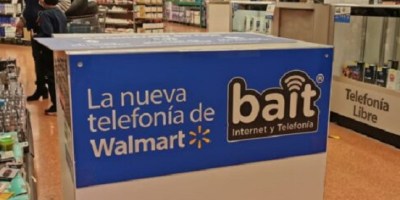 La nueva
telefonía de
Walmart
bait
®
Internet y Telefonía
Telefonía
Libre